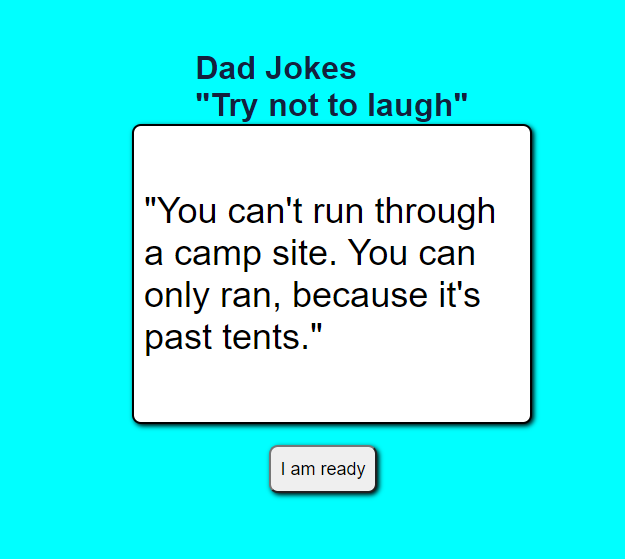 Dad Jokes
"Try not to laugh"
"You can't run through
a camp site. You can
only ran, because it's
past tents."
I am ready